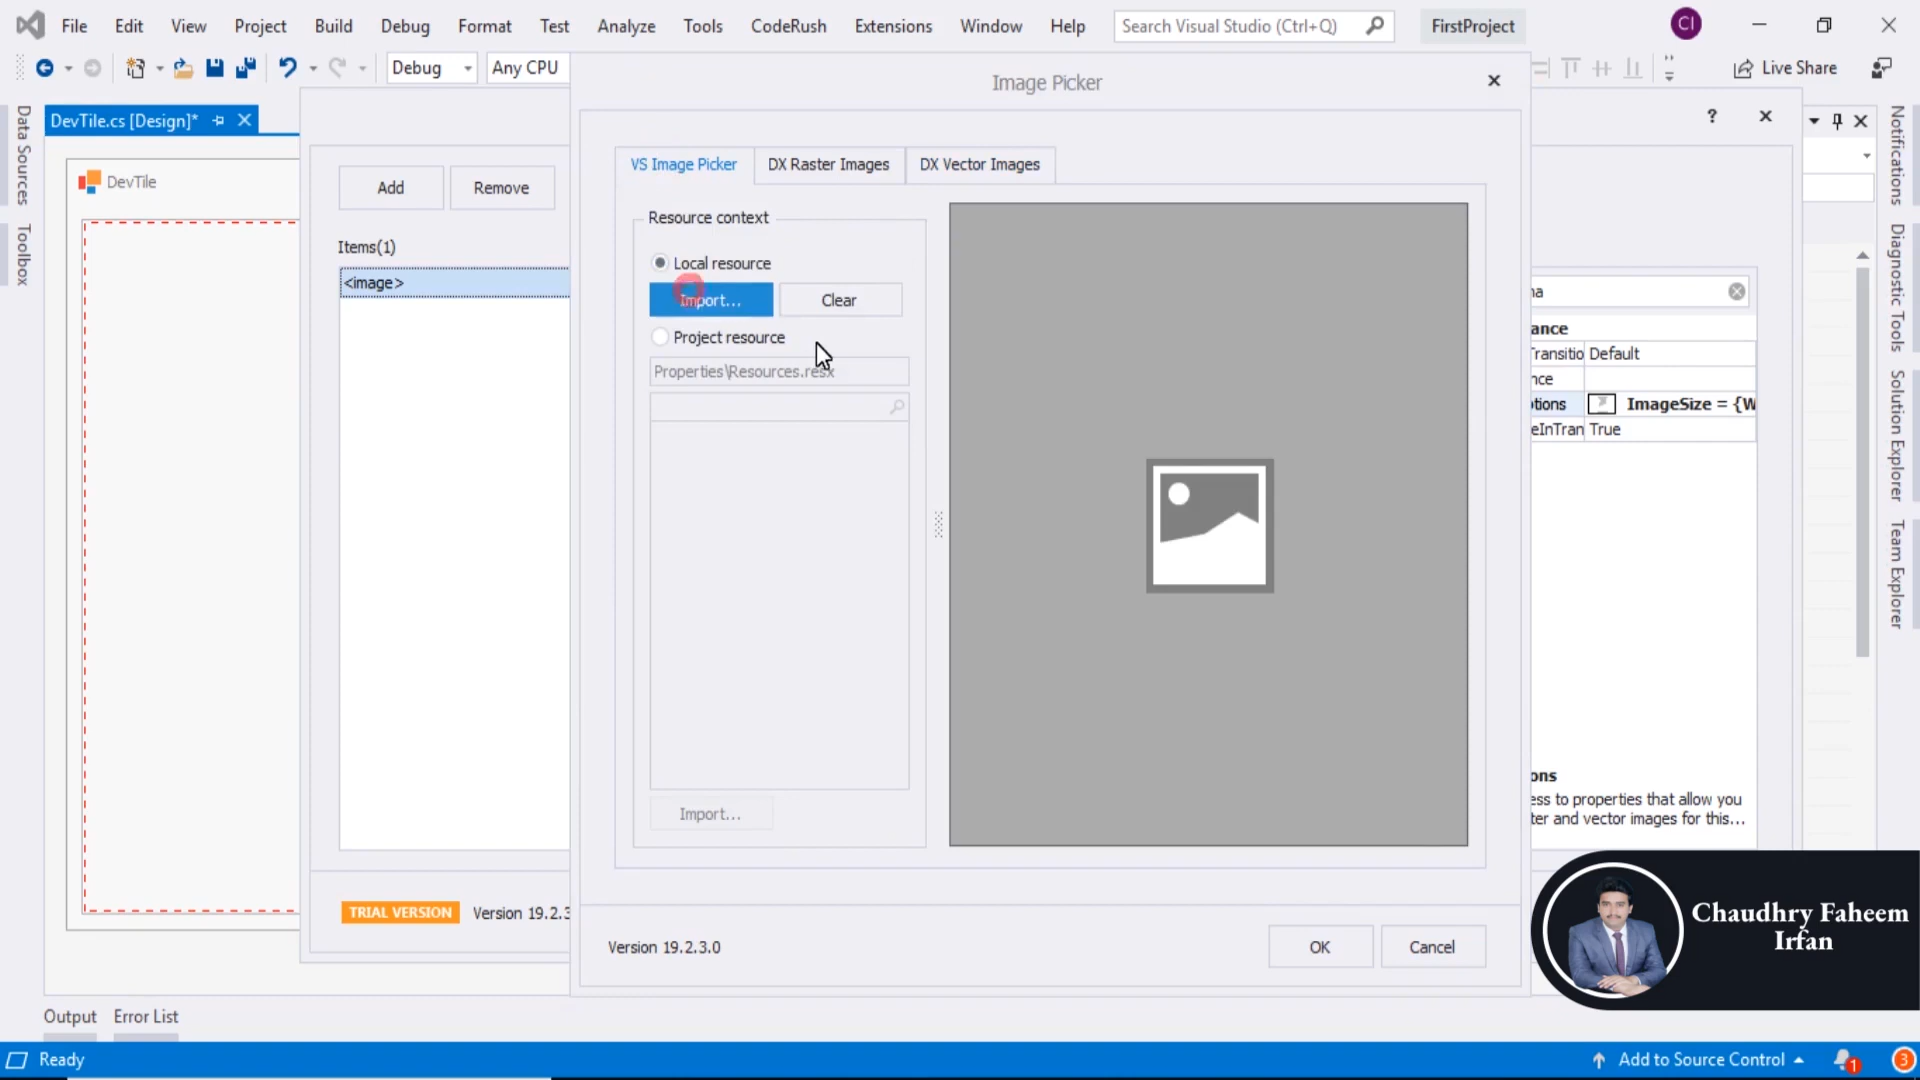 File Edit View Project Build Debug Format Test Analyze Tools CodeRush Extensions Window Help Search Visual Studio (Ctrl+Q) FirstProject CI
Debug Any CPU Live Share
Image Picker
DevTile.cs [Design]*
Data Sources
Toolbox
DevTile
Add Remove
Items(1)
<image>
VS Image Picker DX Raster Images DX Vector Images
Resource context
Local resource
Import... Clear
Project resource
Properties\Resources.resx
Import...
na
ance
Transitio Default
nce
otions ImageSize = {W
eInTran True
ons
ess to properties that allow you
ter and vector images for this...
Notifications
Diagnostic Tools
Solution Explorer
Team Explorer
TRIAL VERSION Version 19.2.3
Version 19.2.3.0
OK Cancel
Chaudhry Faheem
Irfan
Output Error List
Ready Add to Source Control 1 3